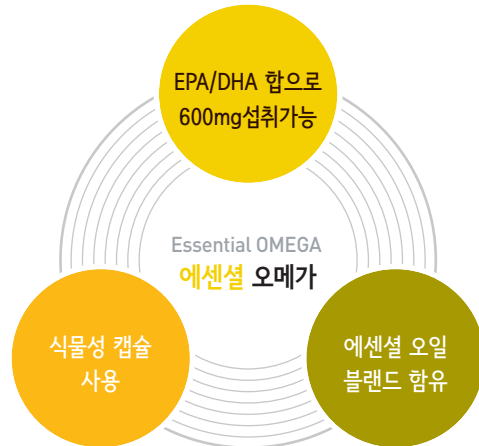 EPA/DHA 합으로
600mg섭취가능
Essential OMEGA
에센셜 오메가
식물성 캡슐
사용
에센셜 오일
블랜드 함유